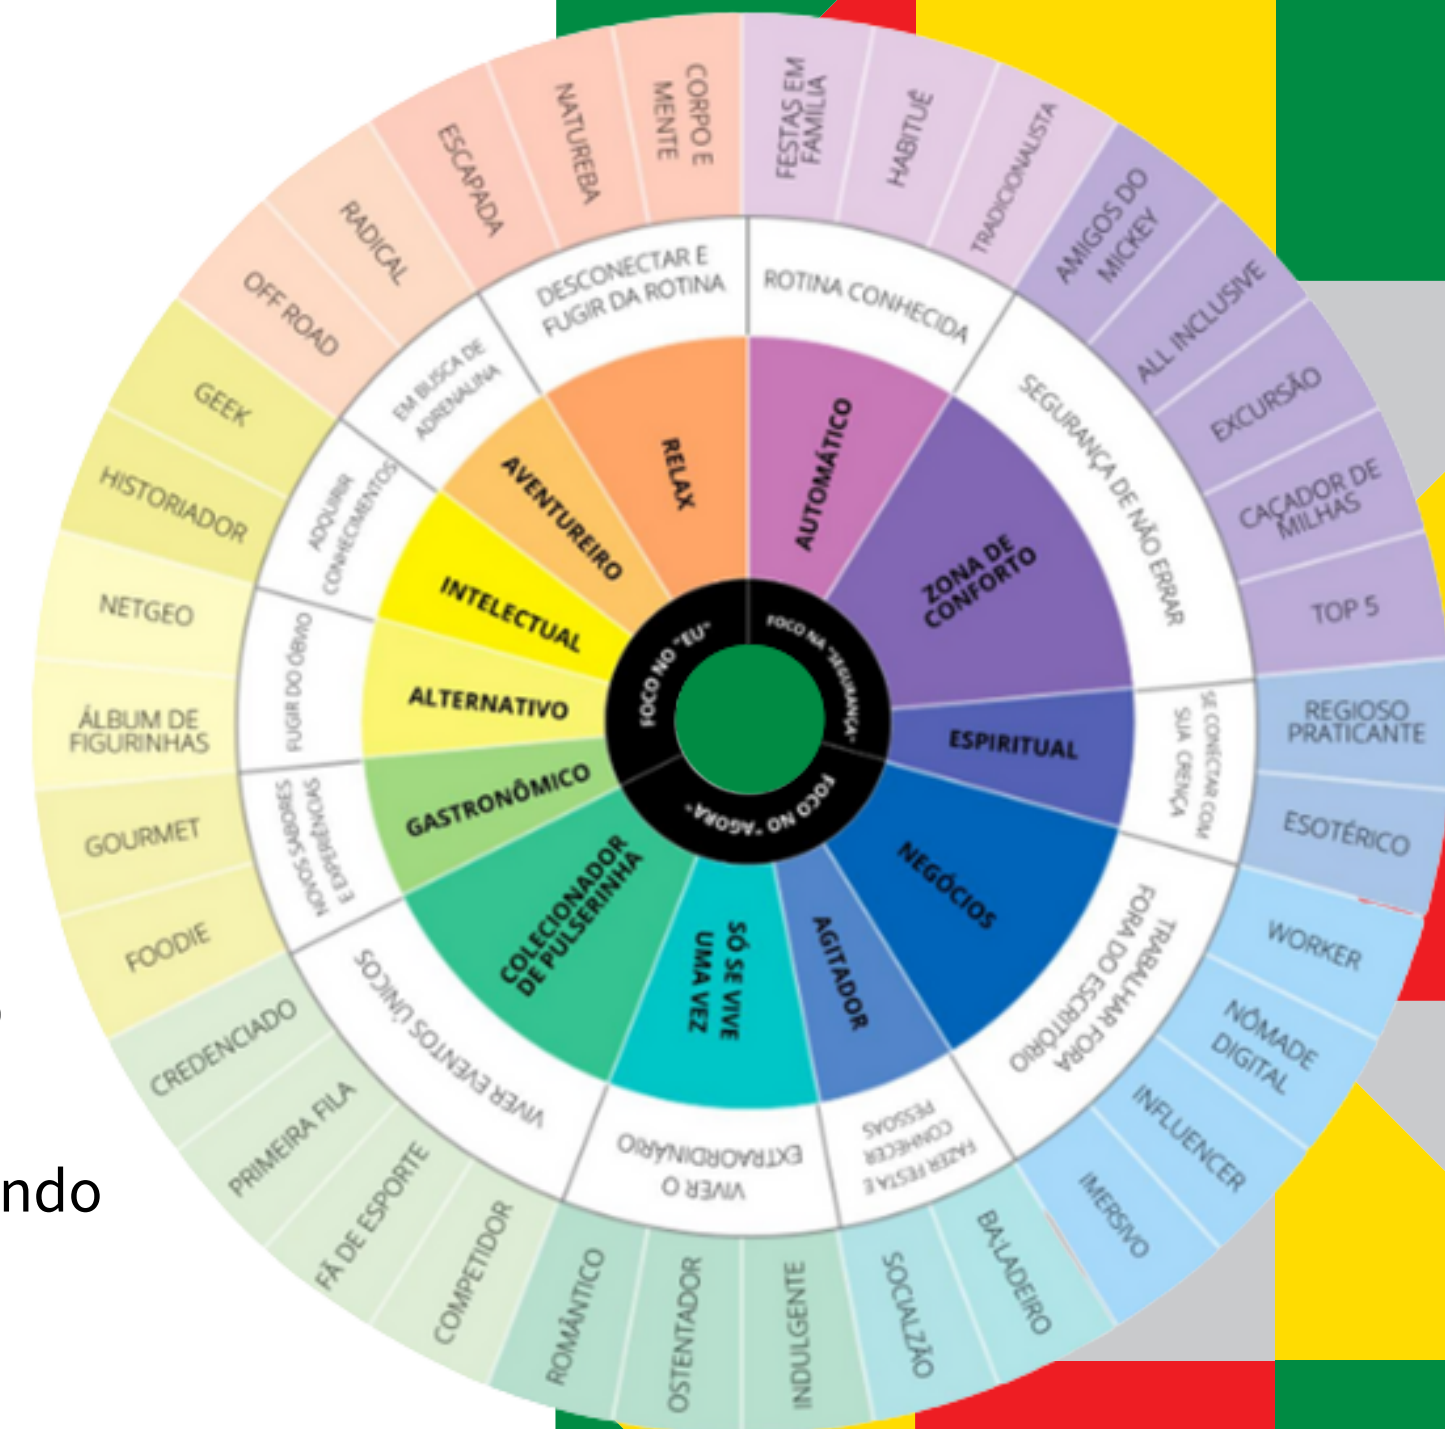 FESTAS EM
FAMÍLIA
HABITUÊ
TRADICIONALISTA
AMIGOS DO
MICKEY
ALL INCLUSIVE
EXCURSÃO
CAÇADOR DE
MILHAS
TOP 5
REGIOSO
PRATICANTE
ESOTÉRICO
WORKER
NÔMADE
DIGITAL
INFLUENCER
IMERSIVO
BA;LADEIRO
SOCIALZÃO
INDULGENTE
OSTENTADOR
ROMÂNTICO
COMPETIDOR
FÃ DE ESPORTE
PRIMEIRA FILA
CREDENCIADO
FOODIE
GOURMET
ÁLBUM DE
FIGURINHAS
NETGEO
HISTORIADOR
GEEK
OFF ROAD
RADICAL
ESCAPADA
NATUREBA
CORPO E
MENTE
ROTINA CONHECIDA
SEGURANÇA DE NÃO ERRAR
SE CONECTAR COM
SUA CRENÇA
TRABALHAR FORA
FORA DO ESCRITÓRIO
FAZER FESTA E
CONHECER
PESSOAS
VIVER O
EXTRAORDINÁRIO
VIVER EVENTOS ÚNICOS
NOVOS SABORES
E EXPERIÊNCIAS
FUGIR DO ÓBVIO
ADQUIRIR
CONHECIMENTOS
EM BUSCA DE
ADRENALINA
DESCONECTAR E
FUGIR DA ROTINA
AUTOMÁTICO
ZONA DE
CONFORTO
ESPIRITUAL
NEGÓCIOS
AGITADOR
SÓ SE VIVE
UMA VEZ
COLECIONADOR
DE PULSERINHA
GASTRONÔMICO
ALTERNATIVO
INTELECTUAL
AVENTUREIRO
RELAX
FOCO NA "SEGURANÇA"
FOCO NO "AGORA"
FOCO NO "EU"
ndo